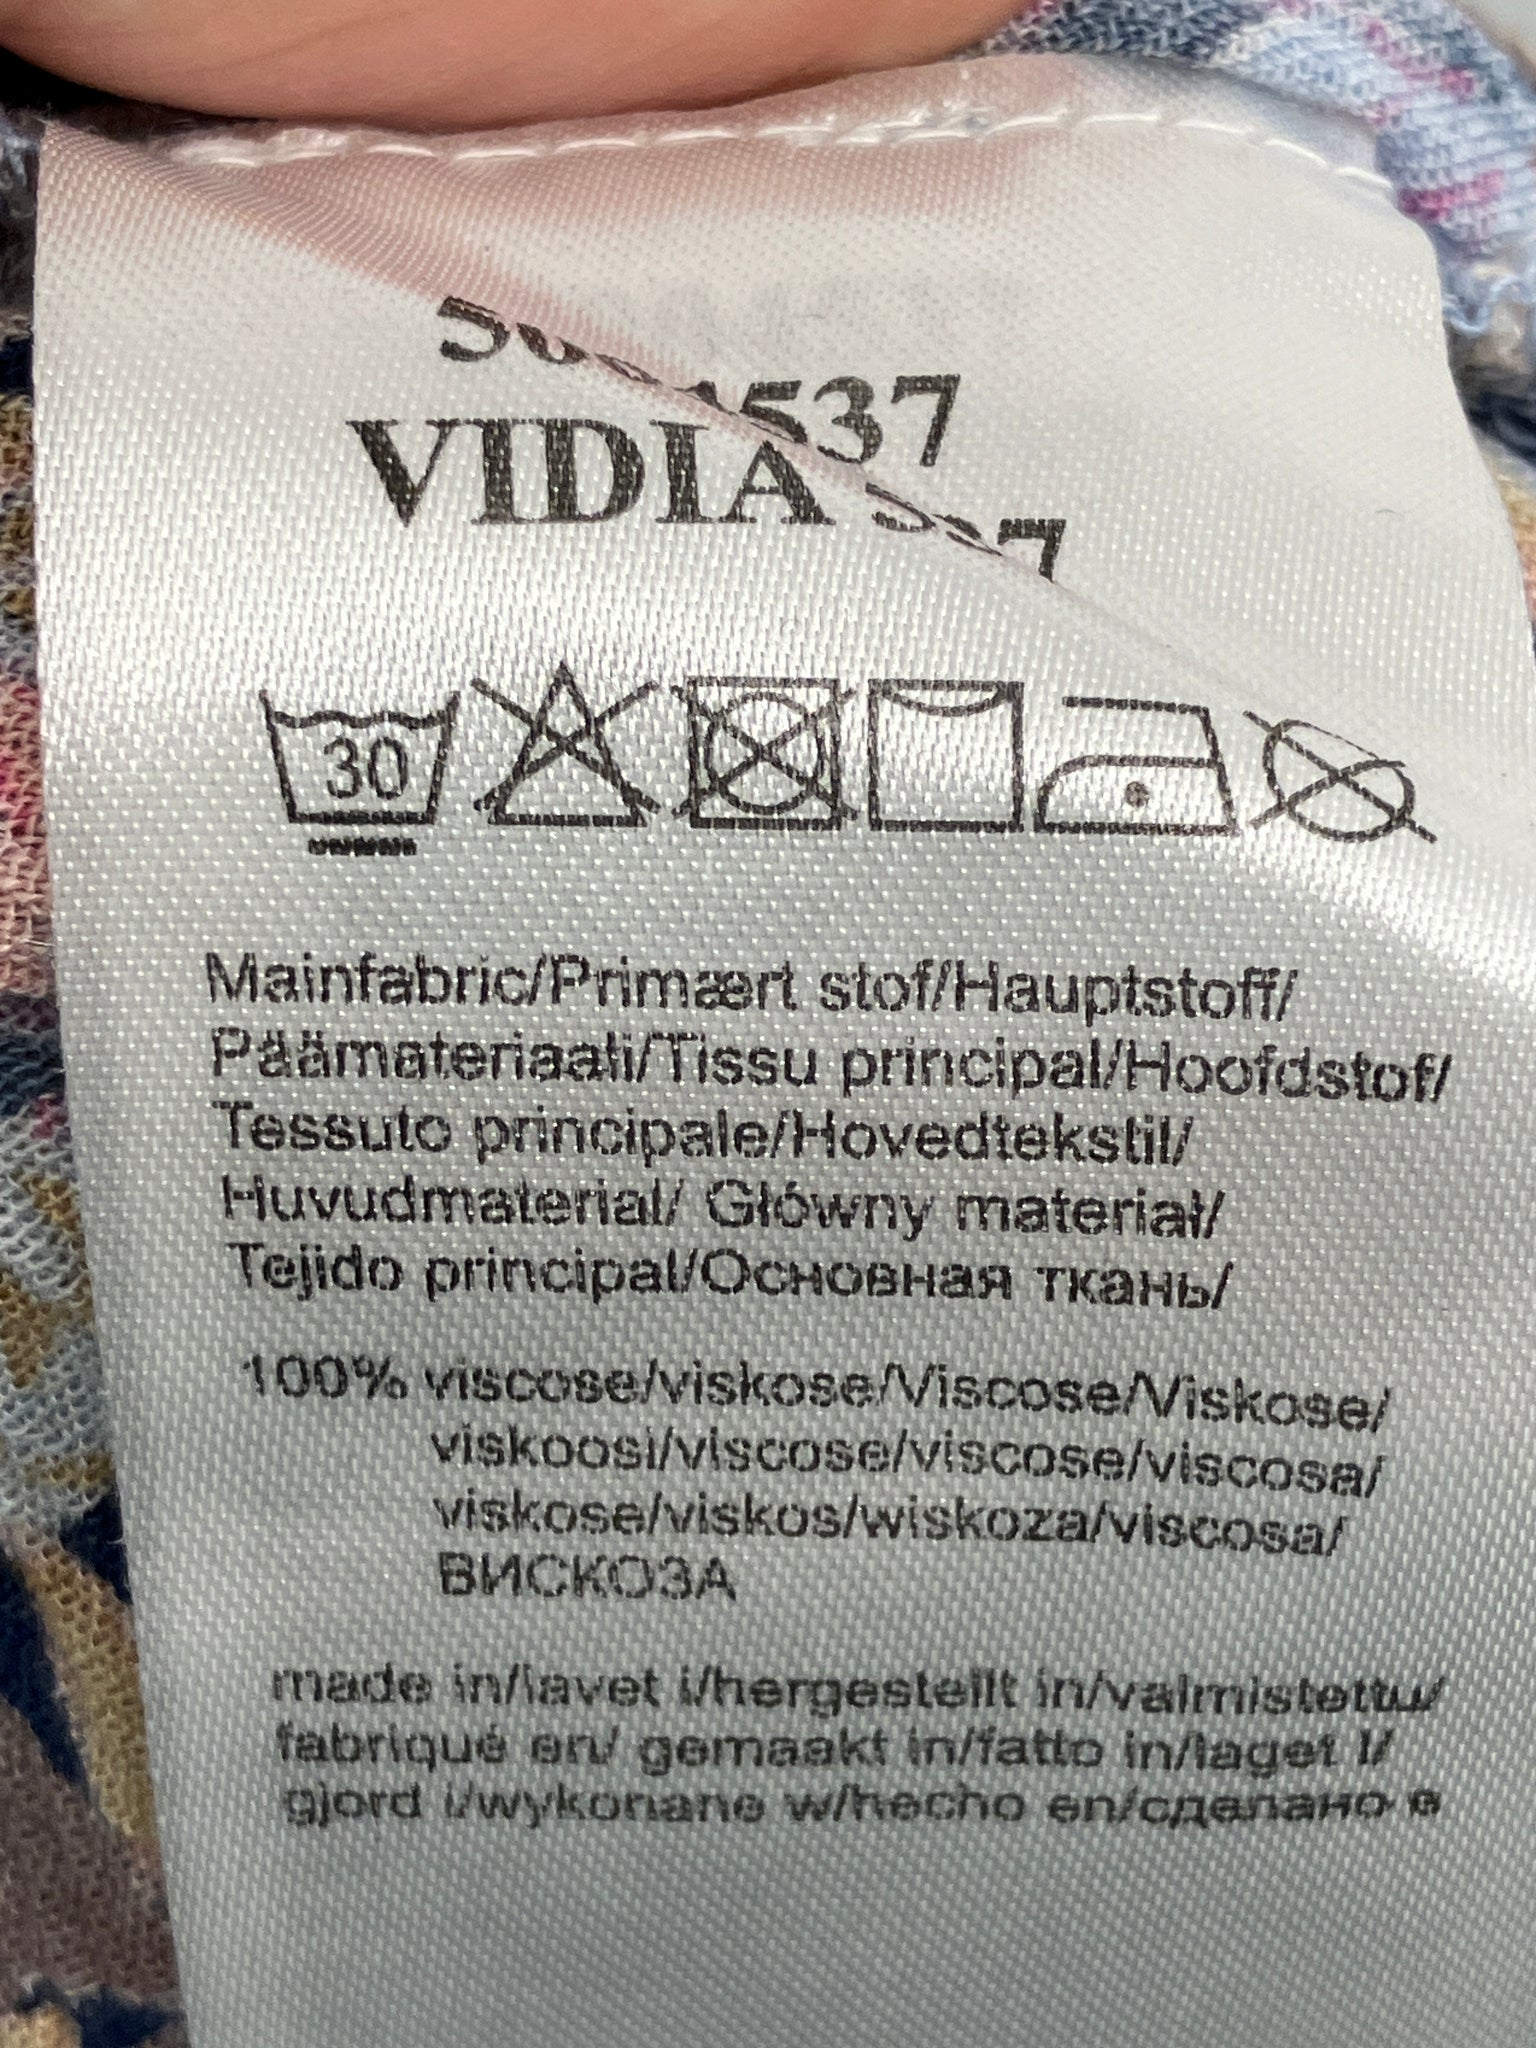 537
VIDIA
30
Mainfabric/Primært stof/Hauptstoff/
Päämateriaali/Tissu principal/Hoofdstof/
Tessuto principale/Hovedtekstil/
Huvudmaterial/ Główny materiał/
Tejido principal/Основная ткань/
100% viscose/viskose/Viscose/Viskose/
viskoosi/viscose/viscose/viscosa/
viskose/viskos/wiskoza/viscosa/
ВИСКОЗА
made in/lavet i/hergestellt in/valmistettu/
fabriqué en/ gemaakt in/fatto in/laget I/
gjord i/wykonane w/hecho en/сделано в